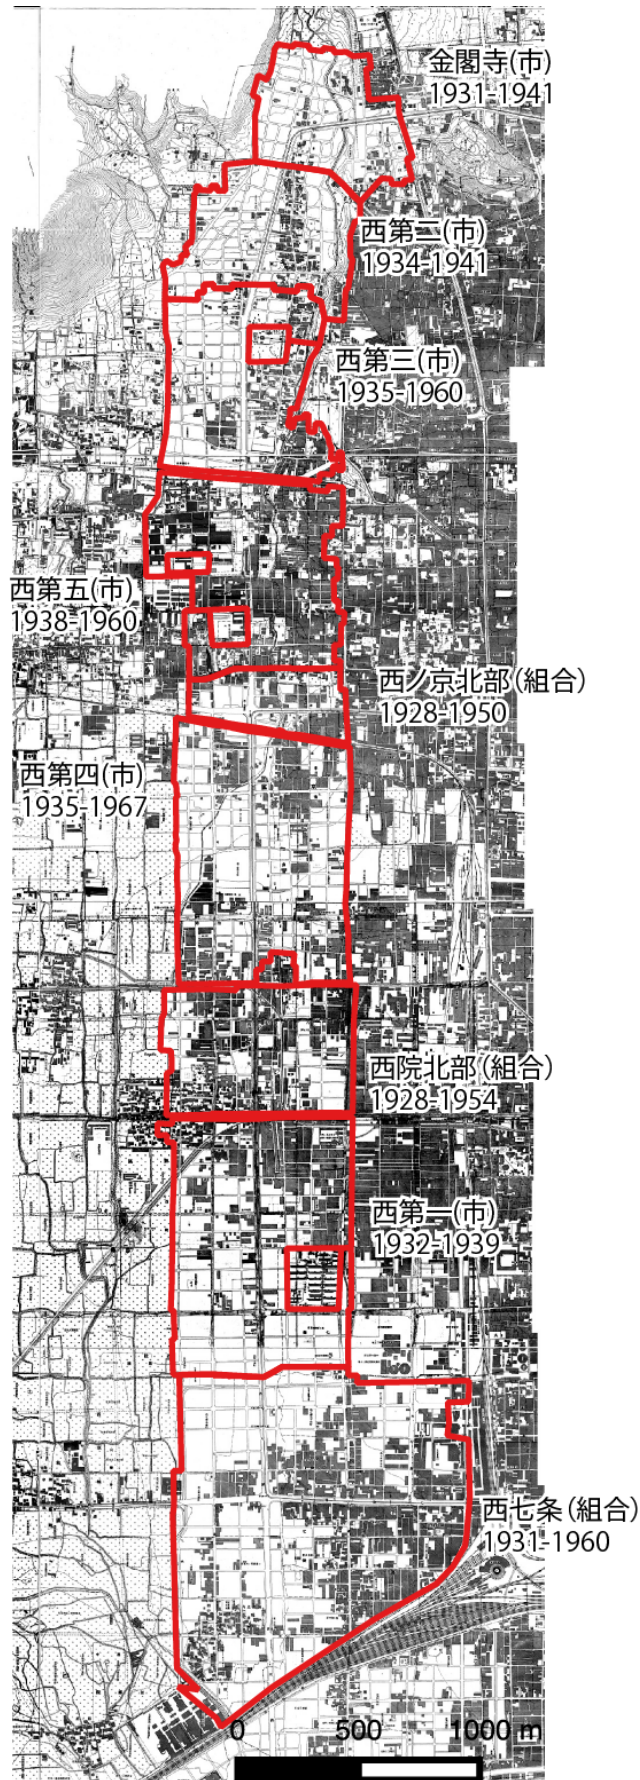 金閣寺(市)
1931-1941
西第二(市)
1934-1941
西第三(市)
1935-1960
西第五(市)
1938-1960
西ノ京北部(組合)
1928-1950
西第四(市)
1935-1967
西院北部(組合)
1928-1954
西第一(市)
1932-1939
西七条(組合)
1931-1960
0 500 1000 m